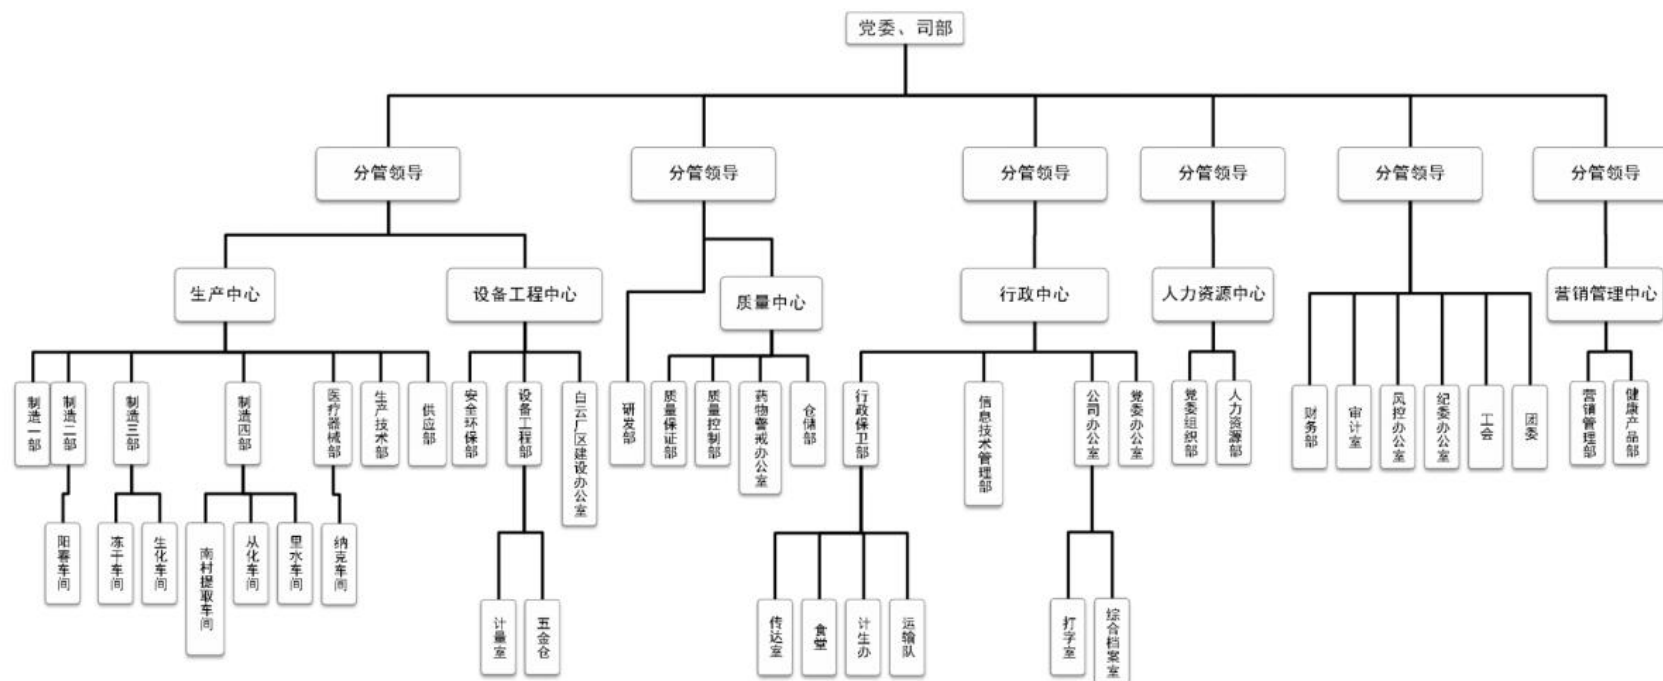 党委、司部
分管领导
分管领导
分管领导
分管领导
分管领导
分管领导
生产中心
设备工程中心
质量中心
行政中心
人力资源中心
营销管理中心
制造一部
制造二部
制造三部
制造四部
医疗器械部
生产技术部
供应部
安全环保部
设备工程部
白云厂区建设办公室
研发部
质量保证部
质量控制部
药物警戒办公室
仓储部
行政保卫部
信息技术管理部
公司办公室
党委办公室
党委组织部
人力资源部
财务部
审计室
风控办公室
纪委办公室
工会
团委
营销管理部
健康产品部
阳春车间
冻干车间
生化车间
南村提取车间
从化车间
里水车间
纳克车间
计量室
五金仓
传达室
食堂
计生办
运输队
打字室
综合档案室